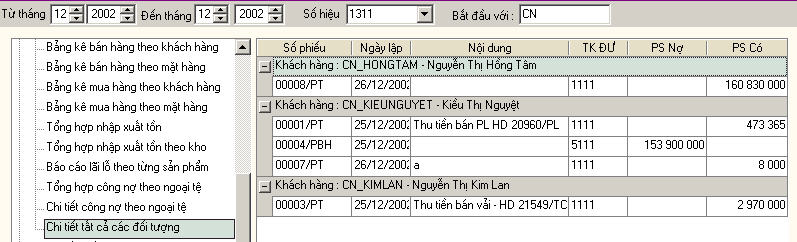 Từ tháng 12 2002 Đến tháng 12 2002 Số hiệu 1311 Bắt đầu với : CN
Bảng kê bán hàng theo khách hàng
Bảng kê bán hàng theo mặt hàng
Bảng kê mua hàng theo khách hàng
Bảng kê mua hàng theo mặt hàng
Tổng hợp nhập xuất tồn
Tổng hợp nhập xuất tồn theo kho
Báo cáo lãi lỗ theo từng sản phẩm
Tổng hợp công nợ theo ngoại tệ
Chi tiết công nợ theo ngoại tệ
Chi tiết tất cả các đối tượng
Số phiếu Ngày lập Nội dung TK ĐƯ PS Nợ PS Có
Khách hàng : CN_HONGTAM - Nguyễn Thị Hồng Tâm
00008/PT 26/12/2002 1111 160 830 000
Khách hàng : CN_KIEUNGUYET - Kiều Thị Nguyệt
00001/PT 25/12/2002 Thu tiền bán PL HD 20960/PL 1111 473 365
00004/PBH 25/12/2002 5111 153 900 000
00007/PT 26/12/2002 a 1111 8 000
Khách hàng : CN_KIMLAN - Nguyễn Thị Kim Lan
00003/PT 25/12/2002 Thu tiền bán vải - HD 21549/TC 1111 2 970 000